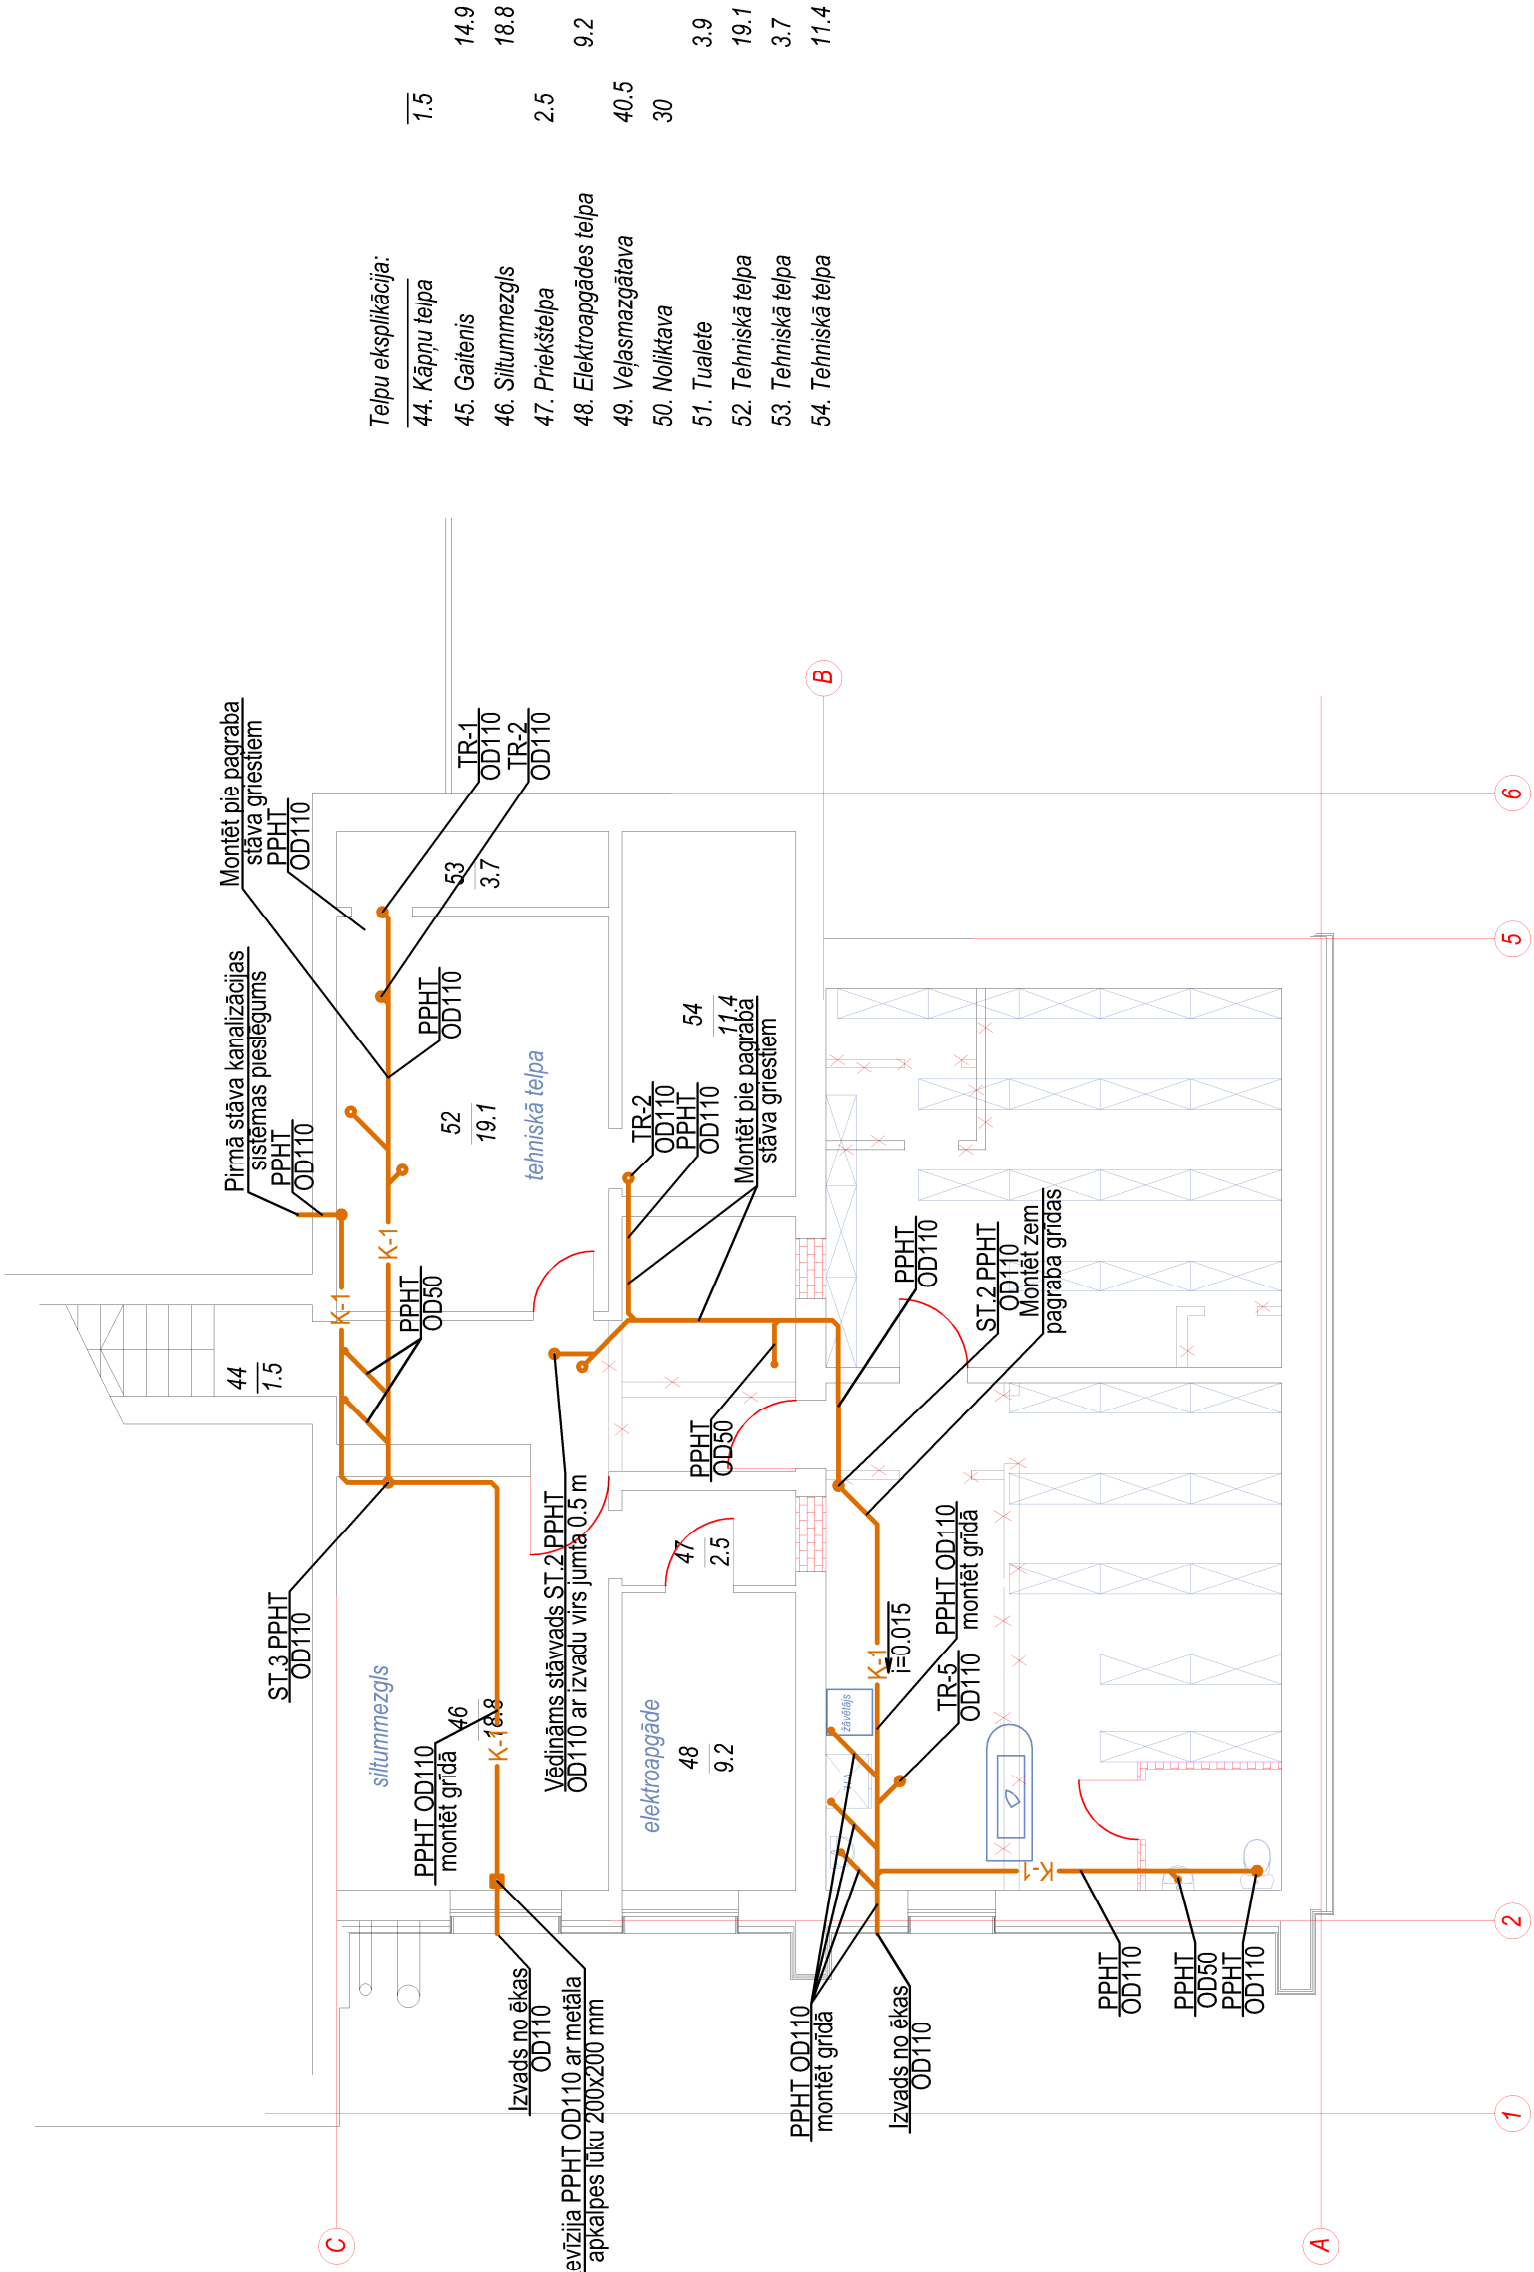 Telpu eksplikācija:
44. Kāpņu telpa 1.5
45. Gaitenis 14.9
46. Siltummezgls 18.8
47. Priekštelpa 2.5
48. Elektroapgādes telpa 9.2
49. Veļasmazgātava 40.5
50. Noliktava 30
51. Tualete 3.9
52. Tehniskā telpa 19.1
53. Tehniskā telpa 3.7
54. Tehniskā telpa 11.4
Montēt pie pagraba
stāva griestiem
PPHT
OD110
TR-1
OD110
TR-2
OD110
53
3.7
Pirmā stāva kanalizācijas
sistēmas pieslēgums
PPHT
OD110
PPHT
OD110
52
19.1
tehniskā telpa
54
11.4
TR-2
OD110
PPHT
OD110
Montēt pie pagraba
stāva griestiem
K-1
K-1
PPHT
OD50
44
1.5
PPHT
OD110
ST.2 PPHT
OD110
Montēt zem
pagraba grīdas
PPHT
OD50
ST.3 PPHT
OD110
Vēdināms stāvvads ST.2 PPHT
OD110 ar izvadu virs jumta 0.5 m
47
2.5
siltummezgls
46
18.8
K-1
PPHT OD110
montēt grīdā
elektroapgāde
48
9.2
K-1
i=0.015
PPHT OD110
montēt grīdā
TR-5
OD110
žāvētājs
K-1
Izvads no ēkas
OD110
evīzija PPHT OD110 ar metāla
apkalpes lūku 200x200 mm
PPHT OD110
montēt grīdā
Izvads no ēkas
OD110
PPHT
OD110
PPHT
OD50
PPHT
OD110
B
6
5
2
1
C
A